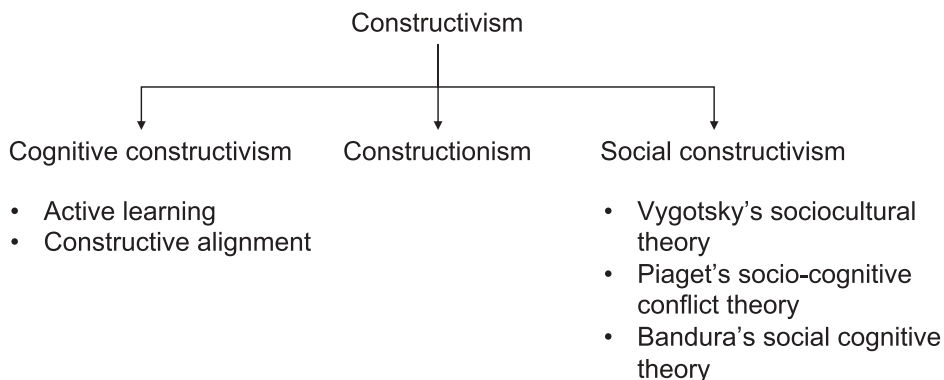 Constructivism
Cognitive constructivism
• Active learning
• Constructive alignment
Constructionism
Social constructivism
• Vygotsky’s sociocultural
theory
• Piaget’s socio-cognitive
conflict theory
• Bandura’s social cognitive
theory